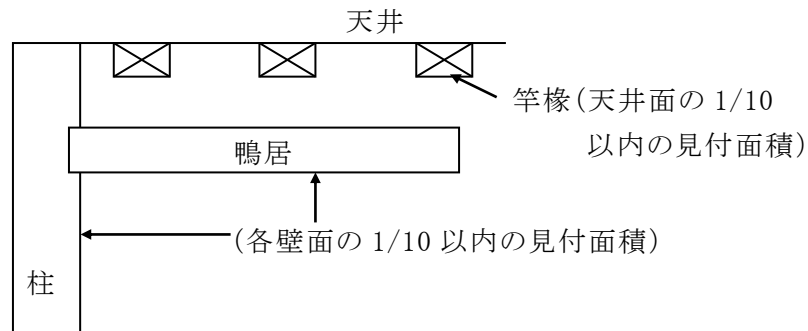 天井
竿椽(天井面の 1/10
以内の見付面積)
鴨居
(各壁面の 1/10 以内の見付面積)
柱